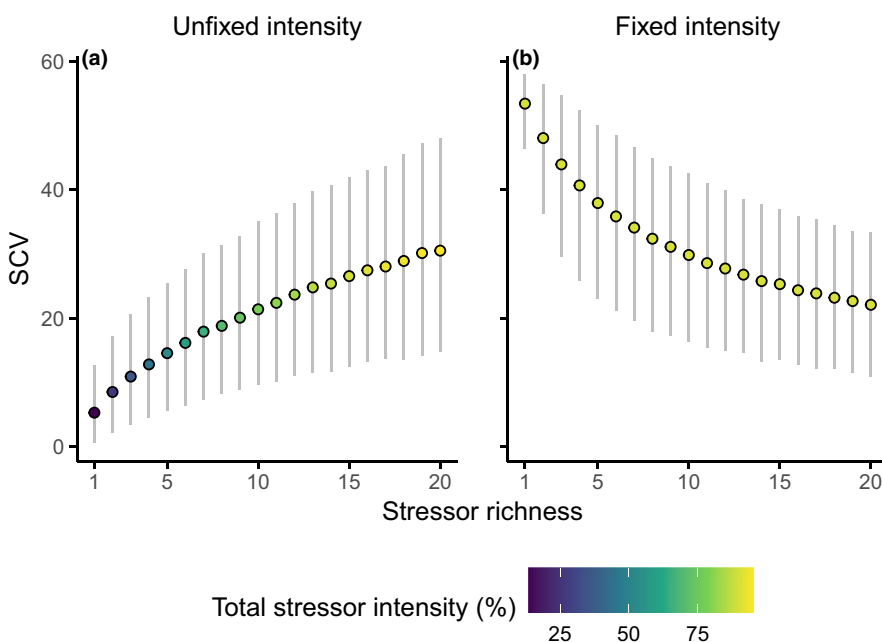 Unfixed intensity
Fixed intensity
(a)
(b)
60
40
20
0
SCV
1 5 10 15 20
1 5 10 15 20
Stressor richness
Total stressor intensity (%)
25 50 75